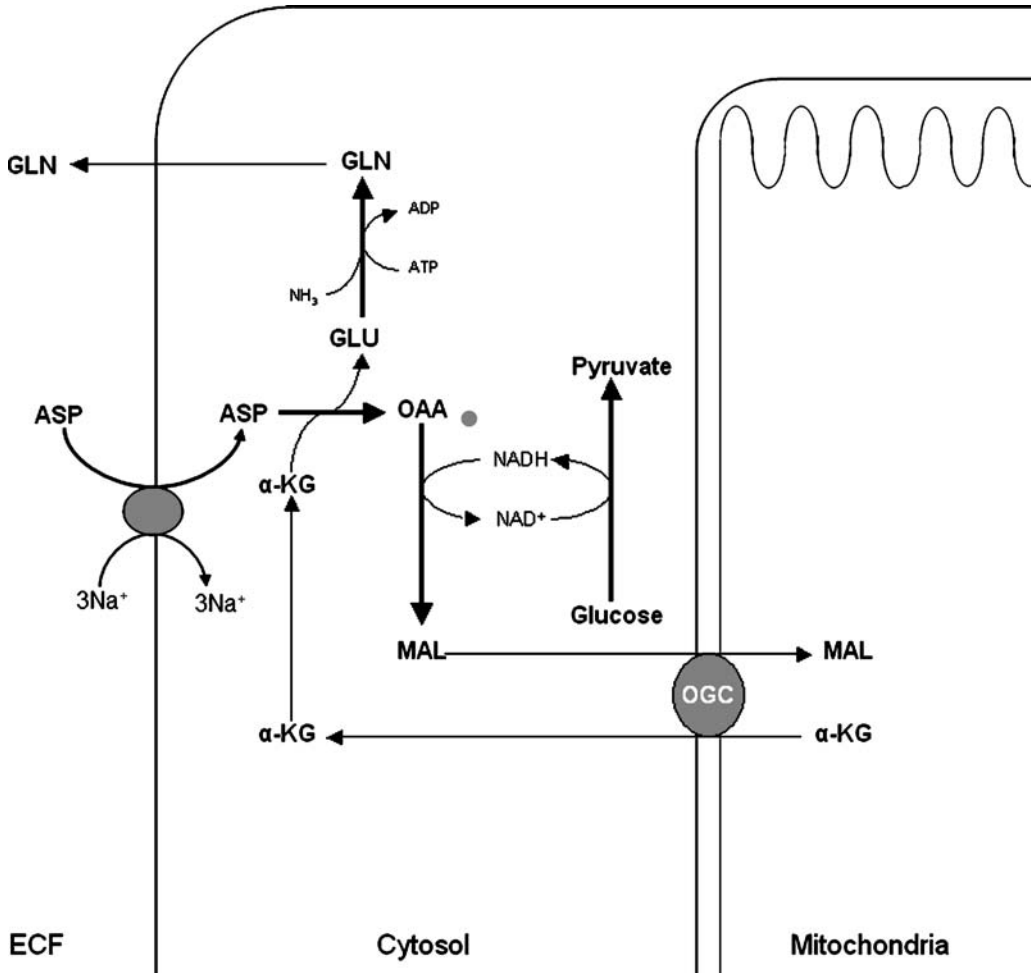 GLN
GLN
ADP
ATP
NH₃
GLU
Pyruvate
ASP
ASP
OAA
NADH
α-KG
NAD⁺
3Na⁺
3Na⁺
Glucose
MAL
MAL
OGC
α-KG
α-KG
ECF
Cytosol
Mitochondria